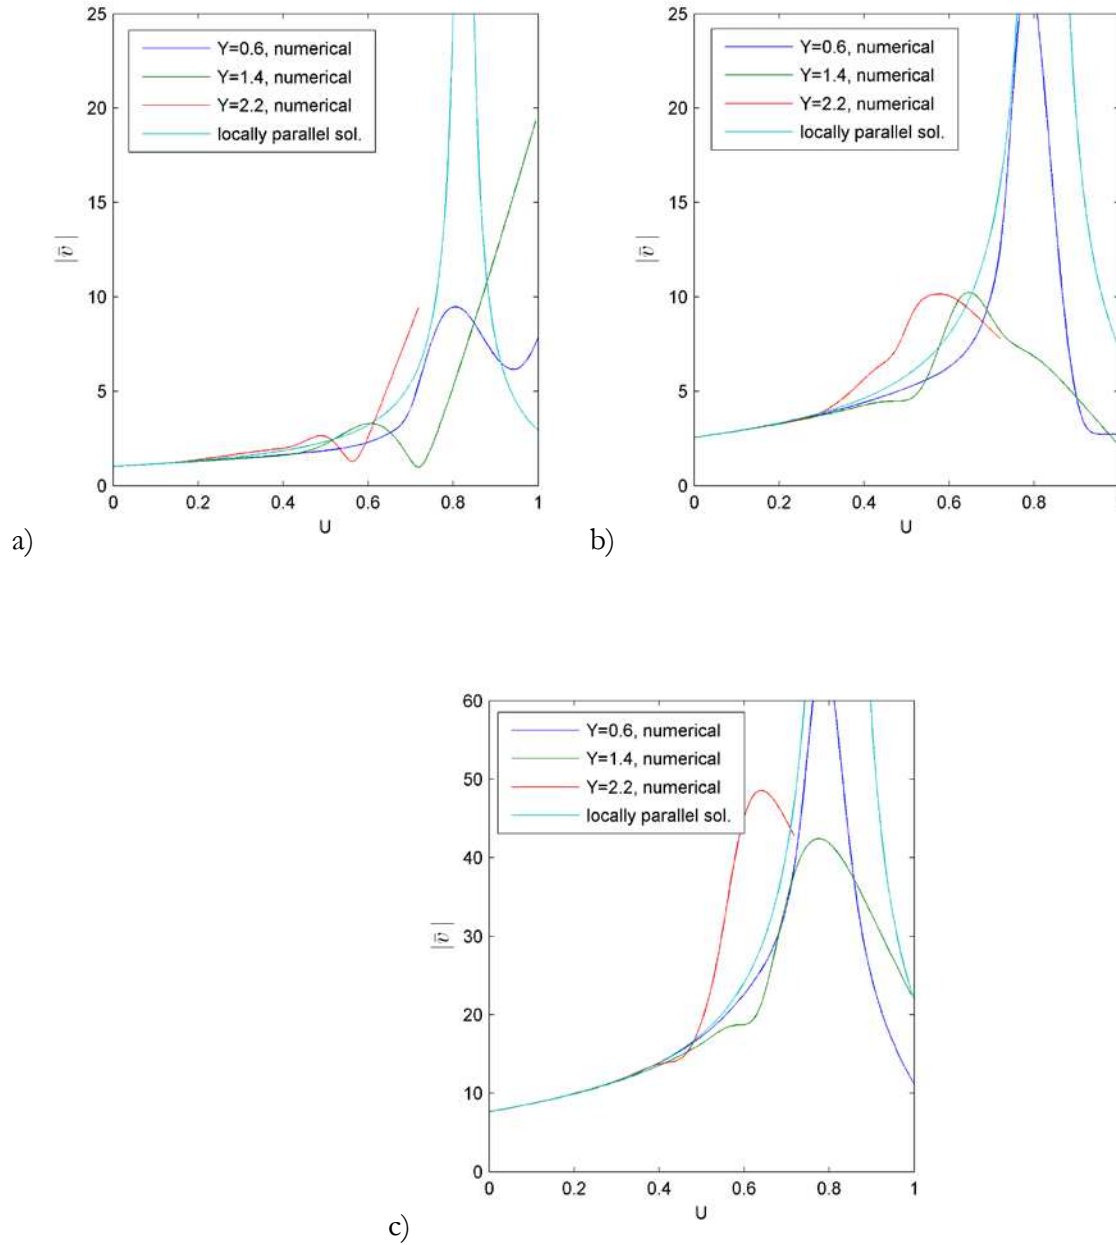 25
20
15
10
5
0
0
0.2
0.4
0.6
0.8
1
|v̄|
U
Y=0.6, numerical
Y=1.4, numerical
Y=2.2, numerical
locally parallel sol.
a)
25
20
15
10
5
0
0
0.2
0.4
0.6
0.8
|v̄|
U
Y=0.6, numerical
Y=1.4, numerical
Y=2.2, numerical
locally parallel sol.
b)
60
50
40
30
20
10
0
0
0.2
0.4
0.6
0.8
1
|v̄|
U
Y=0.6, numerical
Y=1.4, numerical
Y=2.2, numerical
locally parallel sol.
c)